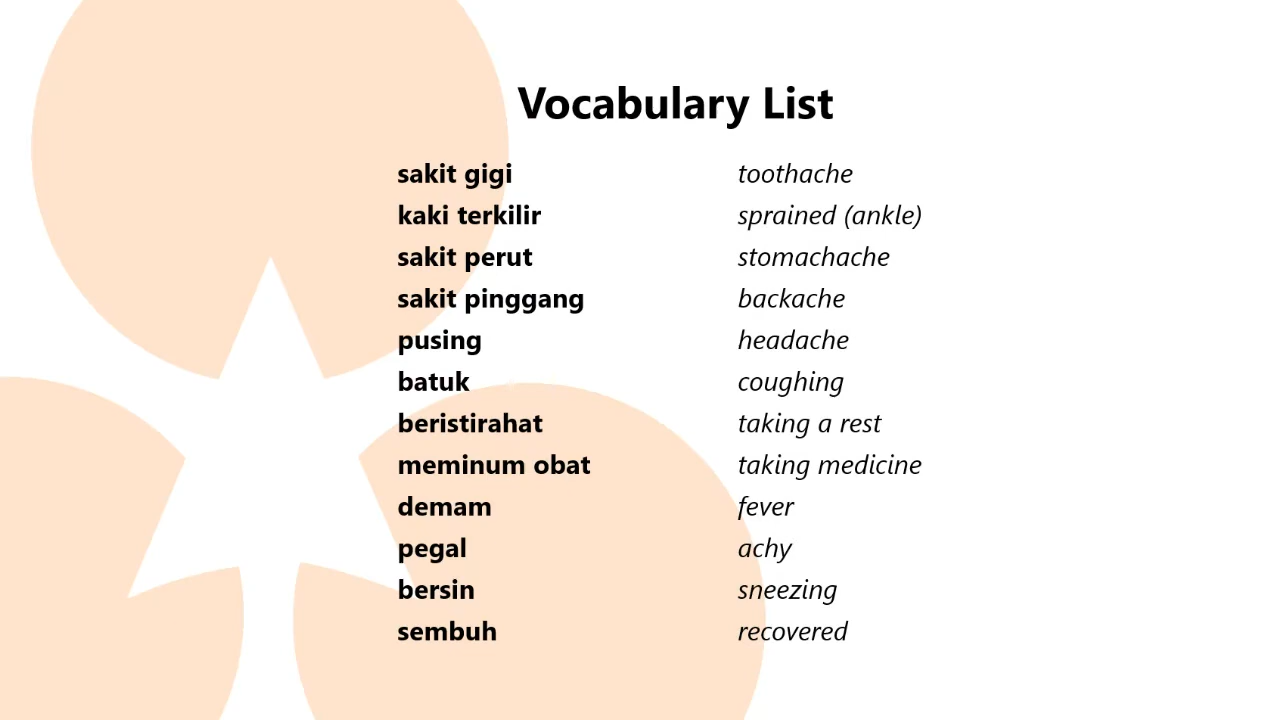 Vocabulary List
sakit gigi toothache
kaki terkilir sprained (ankle)
sakit perut stomachache
sakit pinggang backache
pusing headache
batuk coughing
beristirahat taking a rest
meminum obat taking medicine
demam fever
pegal achy
bersin sneezing
sembuh recovered